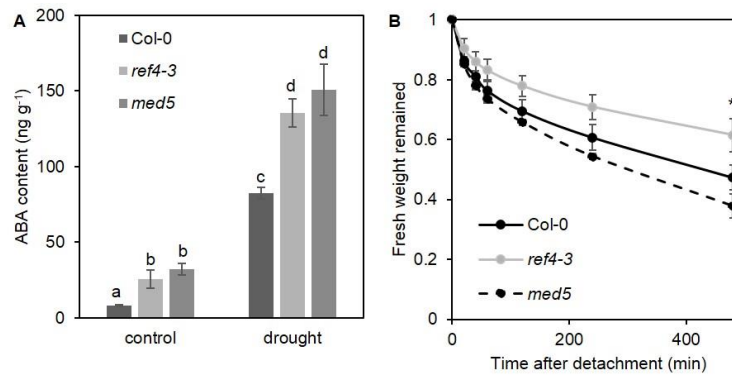 A
ABA content (ng g⁻¹)
200
150
100
50
0
Col-0
ref4-3
med5
a
b
b
c
d
d
control
drought
B
Fresh weight remained
1
0.8
0.6
0.4
0.2
0
*
Col-0
ref4-3
med5
0
200
400
Time after detachment (min)